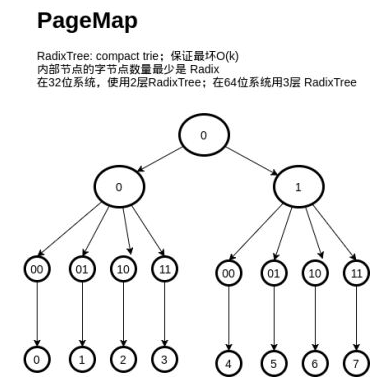 PageMap
RadixTree: compact trie；保证最坏O(k)
内部节点的字节点数量最少是 Radix
在32位系统，使用2层RadixTree；在64位系统用3层 RadixTree
0
0 1
00 01 10 11 00 01 10 11
0 1 2 3 4 5 6 7